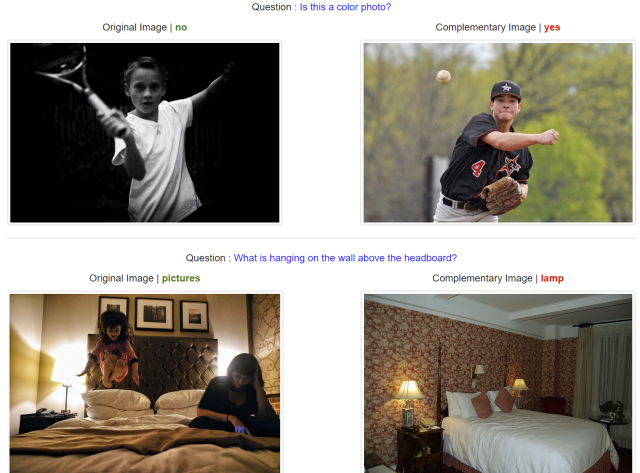 Question : Is this a color photo?
Original Image | no
Complementary Image | yes
4
Question : What is hanging on the wall above the headboard?
Original Image | pictures
Complementary Image | lamp